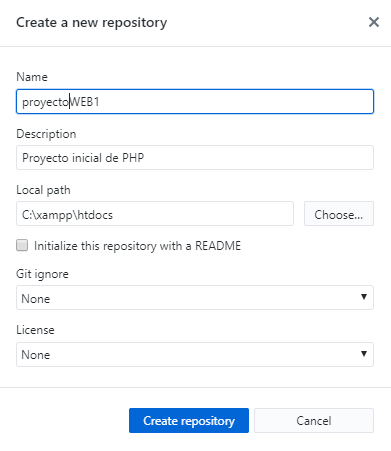 Create a new repository
Name
proyectoWEB1
Description
Proyecto inicial de PHP
Local path
C:\xampp\htdocs
Choose...
Initialize this repository with a README
Git ignore
None
License
None
Create repository
Cancel